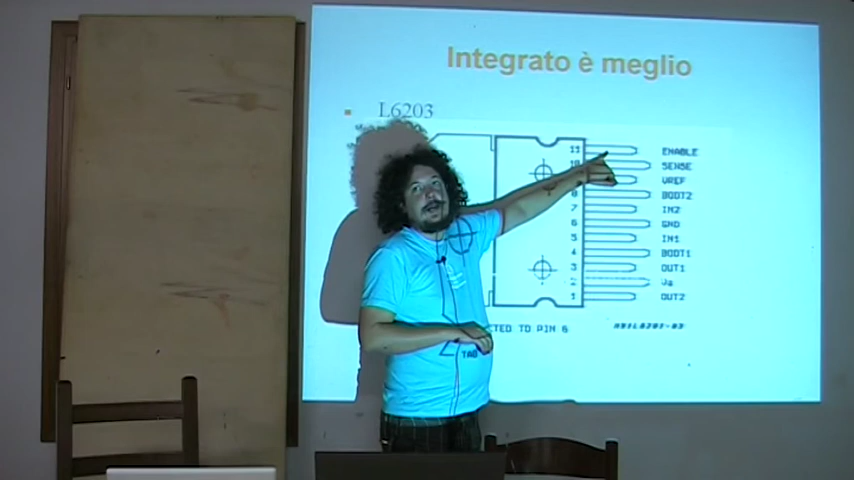 Integrato è meglio
L6203
11 ENABLE
10 SENSE
VREF
8 BOOT2
7 IN2
6 GND
5 IN1
4 BOOT1
3 OUT1
2 Vs
1 OUT2
CTED TO PIN 6
TAB